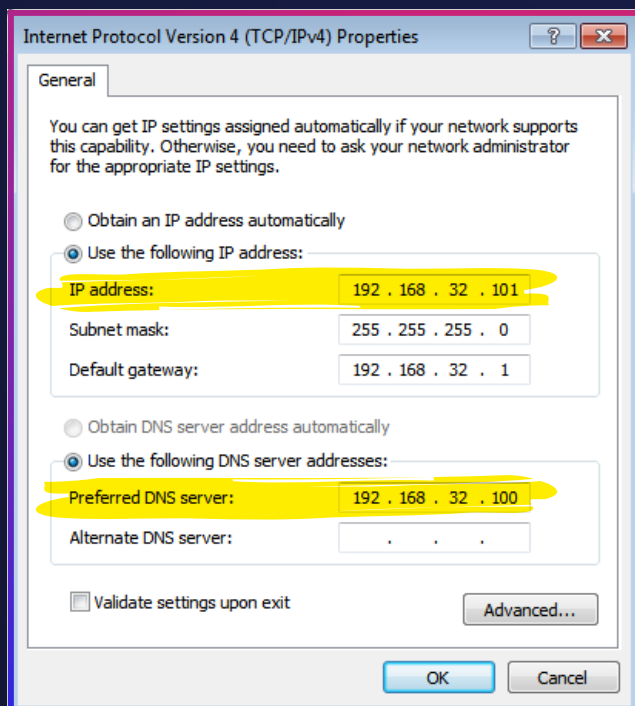 Internet Protocol Version 4 (TCP/IPv4) Properties
General
You can get IP settings assigned automatically if your network supports
this capability. Otherwise, you need to ask your network administrator
for the appropriate IP settings.
Obtain an IP address automatically
Use the following IP address:
IP address: 192 . 168 . 32 . 101
Subnet mask: 255 . 255 . 255 . 0
Default gateway: 192 . 168 . 32 . 1
Obtain DNS server address automatically
Use the following DNS server addresses:
Preferred DNS server: 192 . 168 . 32 . 100
Alternate DNS server: . . .
Validate settings upon exit
Advanced...
OK Cancel